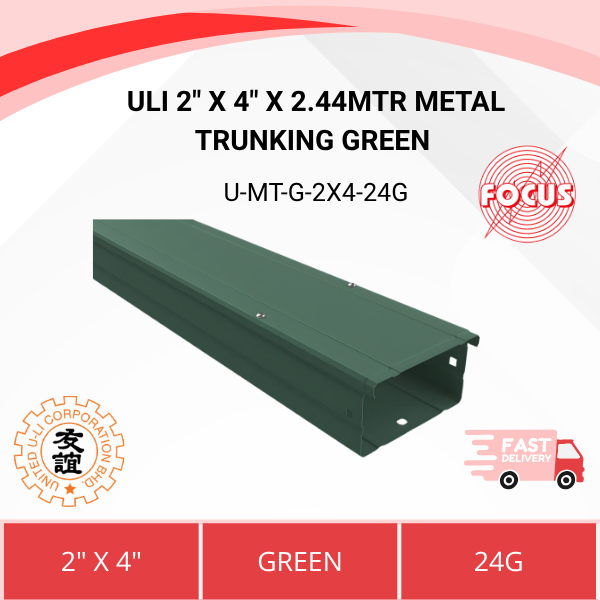 ULI 2" X 4" X 2.44MTR METAL
TRUNKING GREEN
U-MT-G-2X4-24G
FOCUS
UNITED U-LI CORPORATION BHD.
友
誼
FAST
DELIVERY
2" X 4"
GREEN
24G